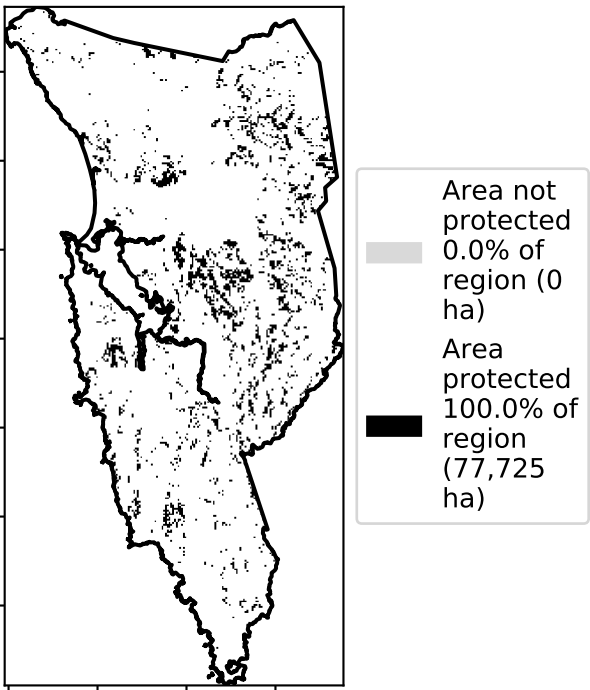 Area not
protected
0.0% of
region (0
ha)
Area
protected
100.0% of
region
(77,725
ha)